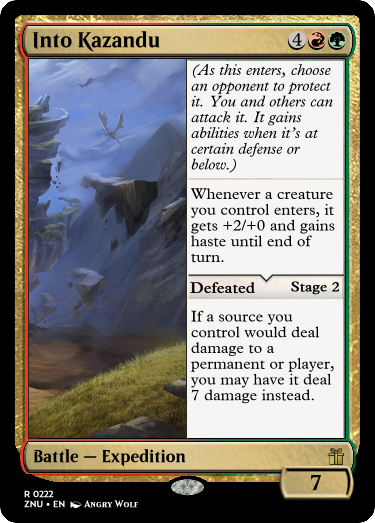 Into Kazandu 4
(As this enters, choose
an opponent to protect
it. You and others can
attack it. It gains
abilities when it's at
certain defense or
below.)
Whenever a creature
you control enters, it
gets +2/+0 and gains
haste until end of
turn.
Defeated Stage 2
If a source you
control would deal
damage to a
permanent or player,
you may have it deal
7 damage instead.
Battle — Expedition
7
R 0222
ZNU • EN Angry Wolf